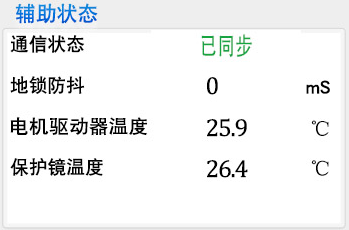 辅助状态
通信状态 已同步
地锁防抖 0 mS
电机驱动器温度 25.9 ℃
保护镜温度 26.4 ℃